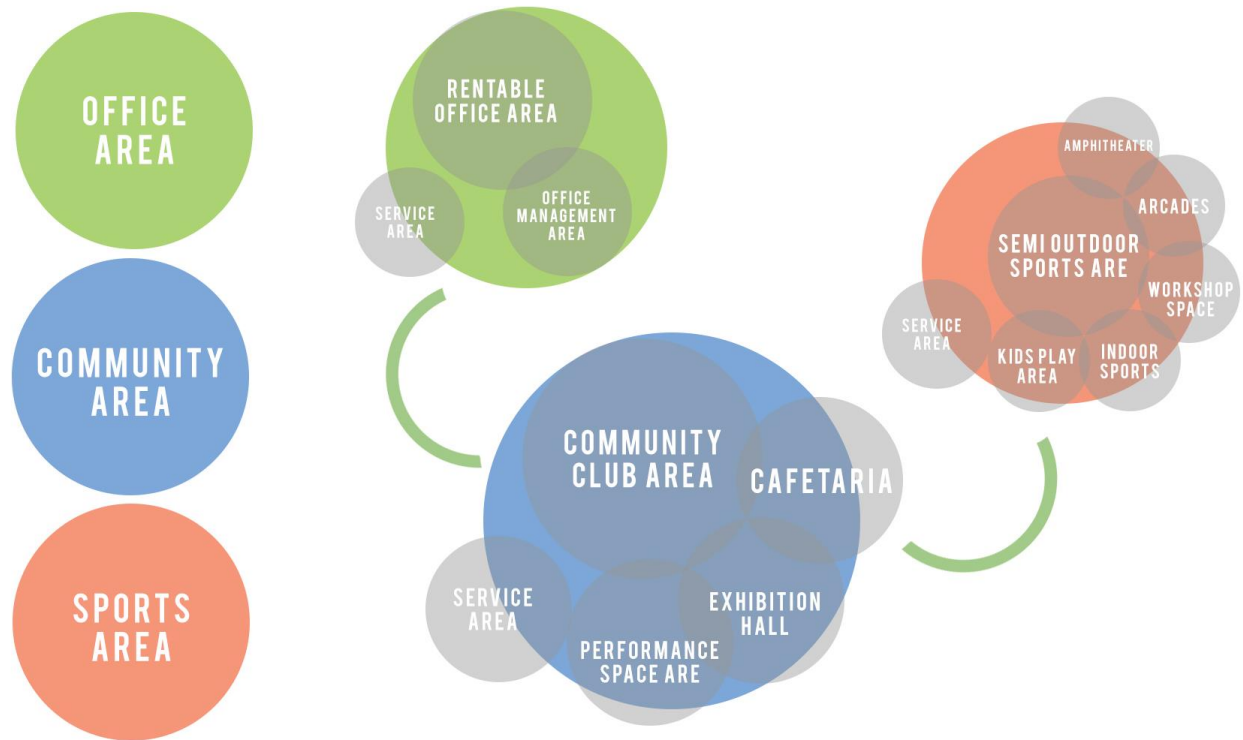 OFFICE
AREA
COMMUNITY
AREA
SPORTS
AREA
RENTABLE
OFFICE AREA
SERVICE
AREA
OFFICE
MANAGEMENT
AREA
COMMUNITY
CLUB AREA
CAFETARIA
SERVICE
AREA
EXHIBITION
HALL
PERFORMANCE
SPACE ARE
AMPHITHEATER
ARCADES
SEMI OUTDOOR
SPORTS ARE
WORKSHOP
SPACE
SERVICE
AREA
KIDS PLAY
AREA
INDOOR
SPORTS